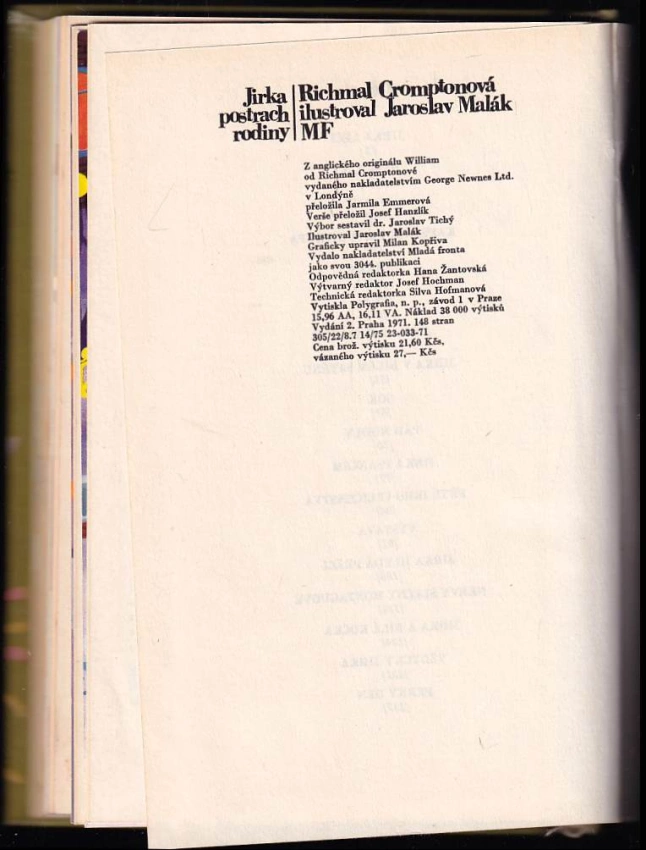 Jirka
postrach
rodiny
Richmal Cromptonová
ilustroval Jaroslav Malák
MF
Z anglického originálu William
od Richmal Cromptonové
vydaného nakladatelstvím George Newnes Ltd.
v Londýně
přeložila Jarmila Emmerová
Verše přeložil Josef Hanzlík
Výbor sestavil dr. Jaroslav Tichý
Ilustroval Jaroslav Malák
Graficky upravil Milan Kopřiva
Vydalo nakladatelství Mladá fronta
jako svou 3044. publikaci
Odpovědná redaktorka Hana Žantovská
Výtvarný redaktor Josef Hochman
Technická redaktorka Silva Hofmanová
Vytiskla Polygrafia, n. p., závod 1 v Praze
15,96 AA, 16,11 VA. Náklad 38 000 výtisků
Vydání 2. Praha 1971. 148 stran
305/22/8.7 14/75 23-033-71
Cena brož. výtisku 21,60 Kčs,
vázaného výtisku 27,— Kčs